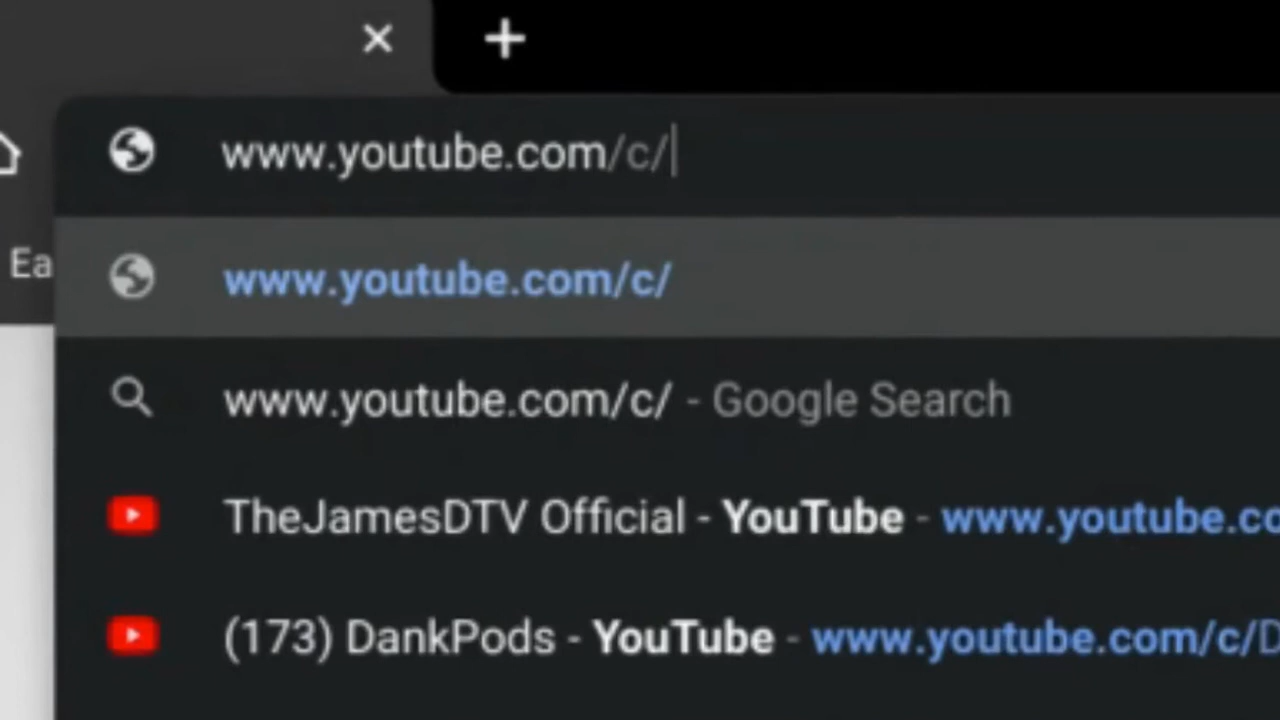 www.youtube.com/c/
Ea
www.youtube.com/c/
www.youtube.com/c/ - Google Search
TheJamesDTV Official - YouTube - www.youtube.co
(173) DankPods - YouTube - www.youtube.com/c/D